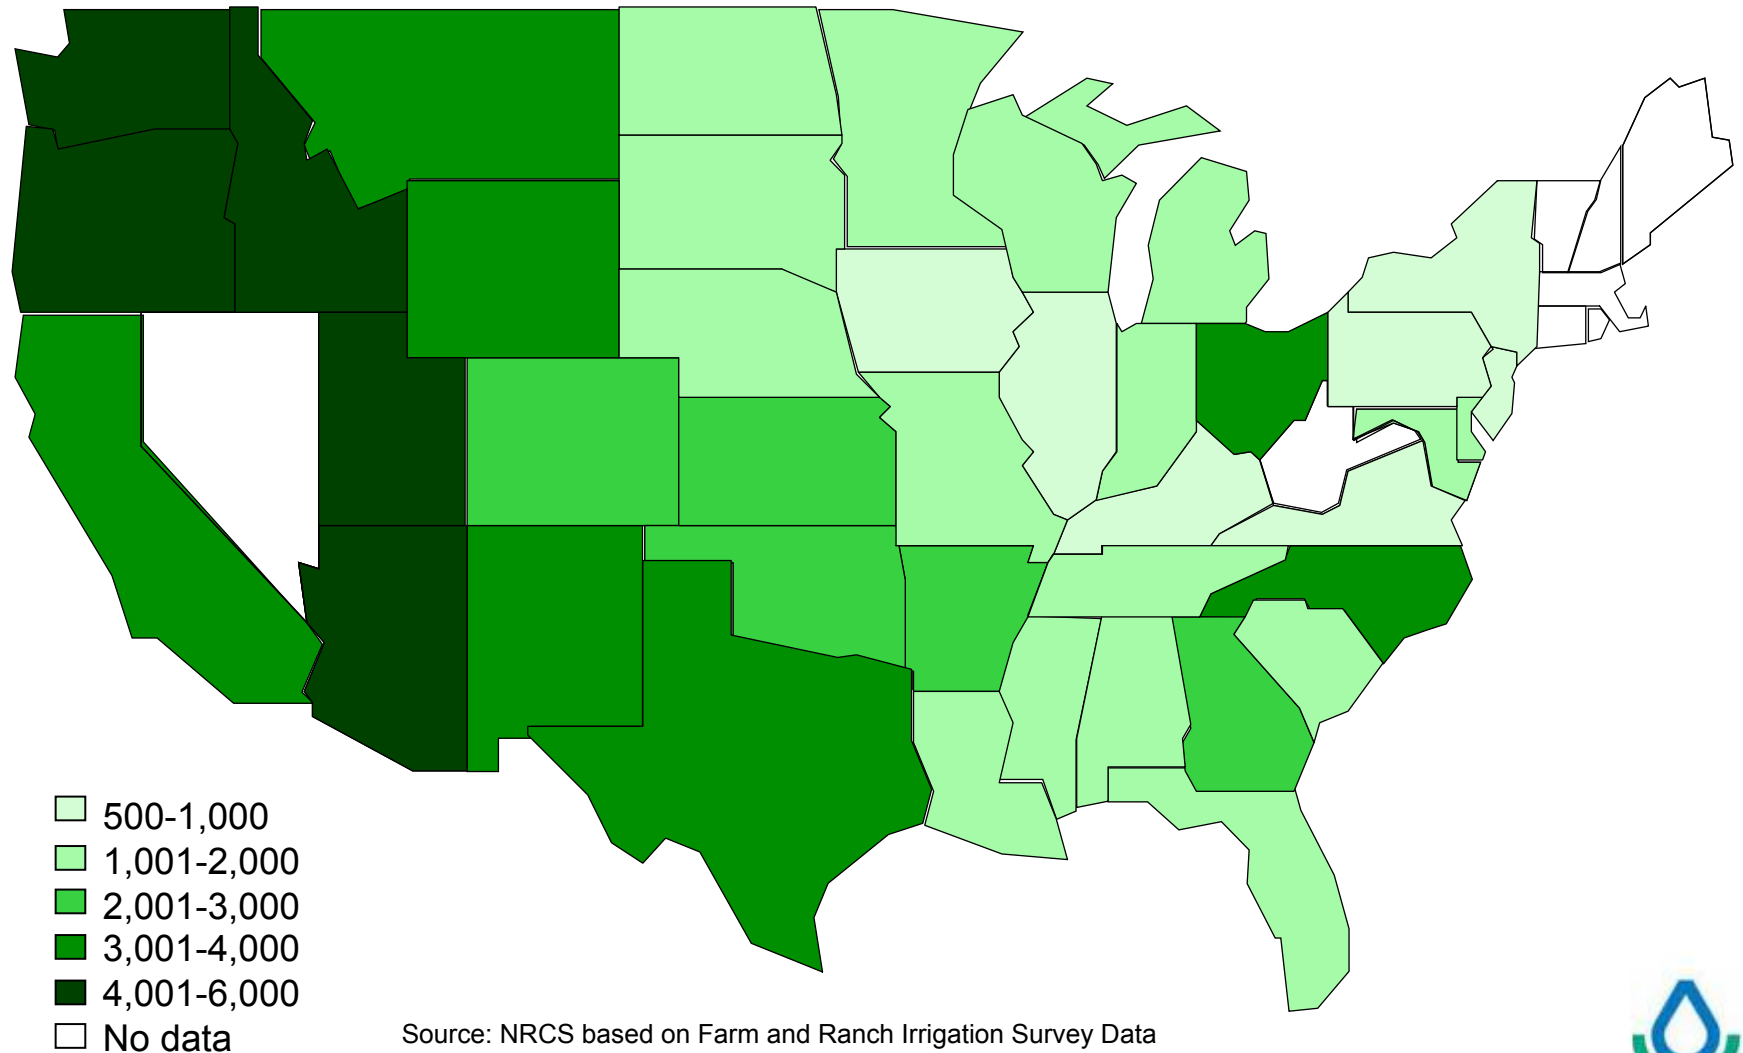 500-1,000
1,001-2,000
2,001-3,000
3,001-4,000
4,001-6,000
No data
Source: NRCS based on Farm and Ranch Irrigation Survey Data